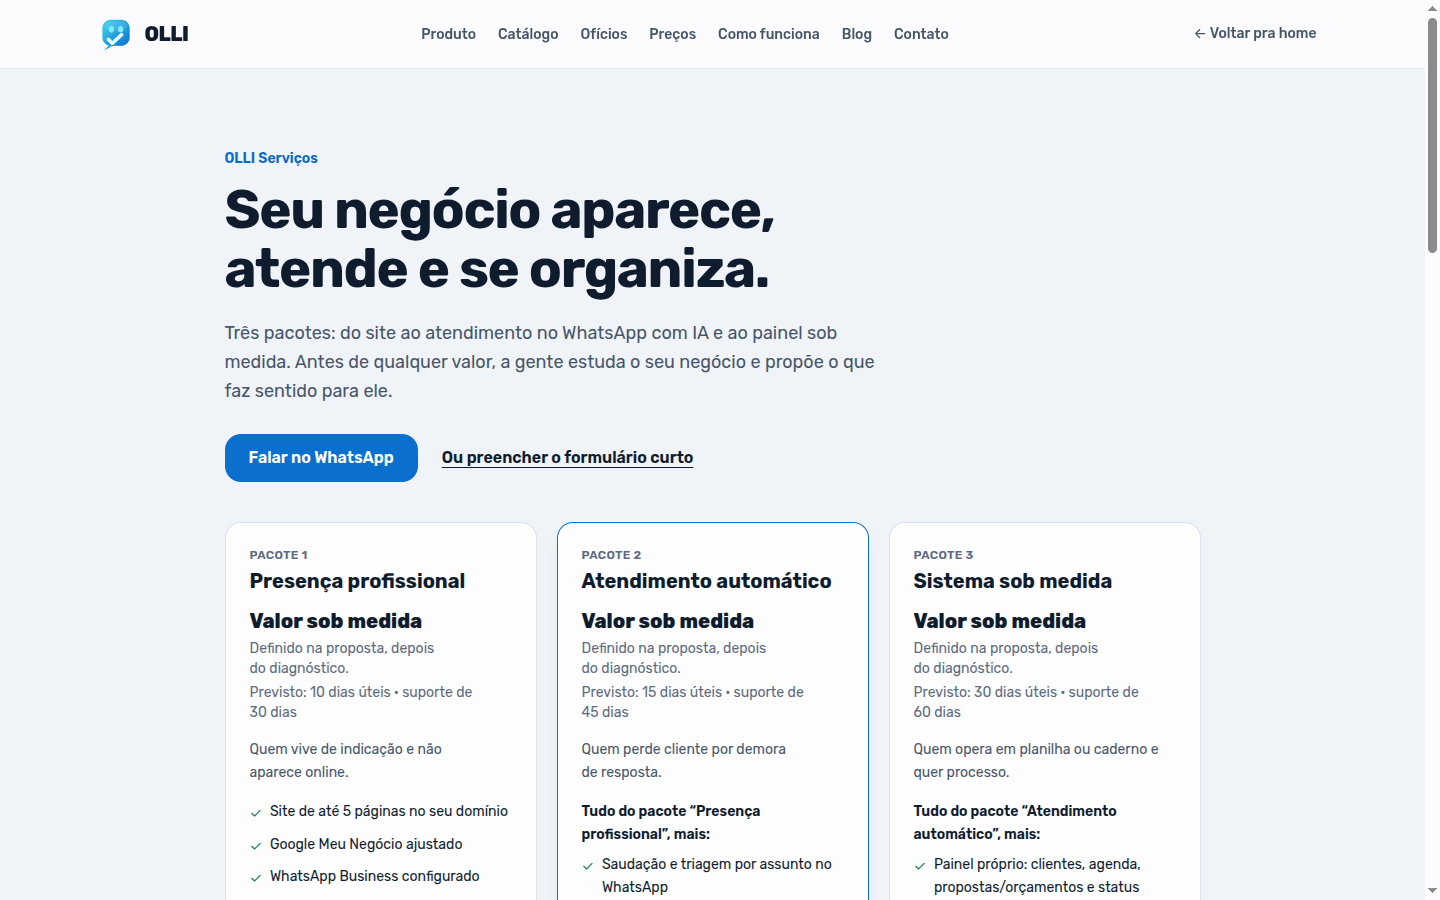 OLLI
Produto
Catálogo
Ofícios
Preços
Como funciona
Blog
Contato
← Voltar pra home
OLLI Serviços
Seu negócio aparece,
atende e se organiza.
Três pacotes: do site ao atendimento no WhatsApp com IA e ao painel sob
medida. Antes de qualquer valor, a gente estuda o seu negócio e propõe o que
faz sentido para ele.
Falar no WhatsApp
Ou preencher o formulário curto
PACOTE 1
Presença profissional
Valor sob medida
Definido na proposta, depois
do diagnóstico.
Previsto: 10 dias úteis • suporte de
30 dias
Quem vive de indicação e não
aparece online.
Site de até 5 páginas no seu domínio
Google Meu Negócio ajustado
WhatsApp Business configurado
PACOTE 2
Atendimento automático
Valor sob medida
Definido na proposta, depois
do diagnóstico.
Previsto: 15 dias úteis • suporte de
45 dias
Quem perde cliente por demora
de resposta.
Tudo do pacote “Presença
profissional”, mais:
Saudação e triagem por assunto no
WhatsApp
PACOTE 3
Sistema sob medida
Valor sob medida
Definido na proposta, depois
do diagnóstico.
Previsto: 30 dias úteis • suporte de
60 dias
Quem opera em planilha ou caderno e
quer processo.
Tudo do pacote “Atendimento
automático”, mais:
Painel próprio: clientes, agenda,
propostas/orçamentos e status